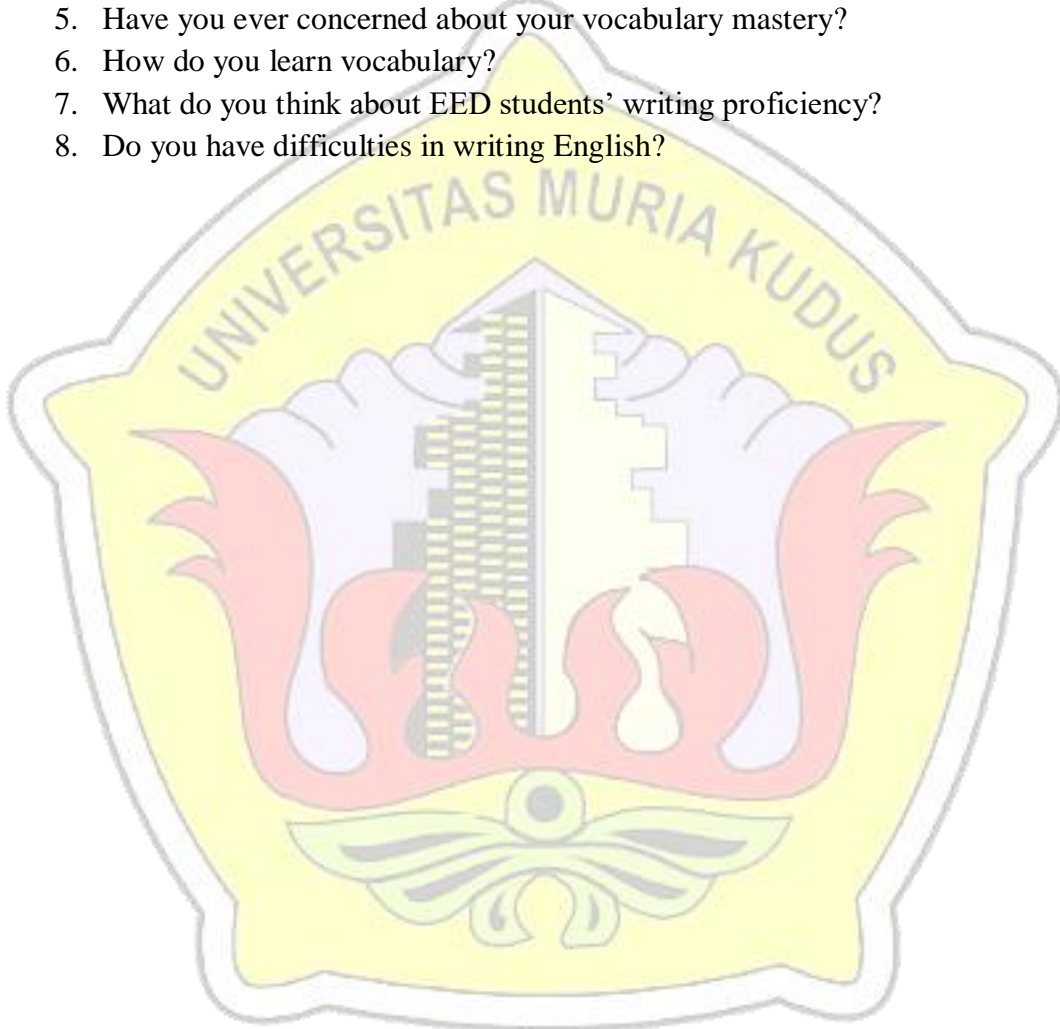 5. Have you ever concerned about your vocabulary mastery?
6. How do you learn vocabulary?
7. What do you think about EED students’ writing proficiency?
8. Do you have difficulties in writing English?
UNIVERSITAS MURIA KUDUS